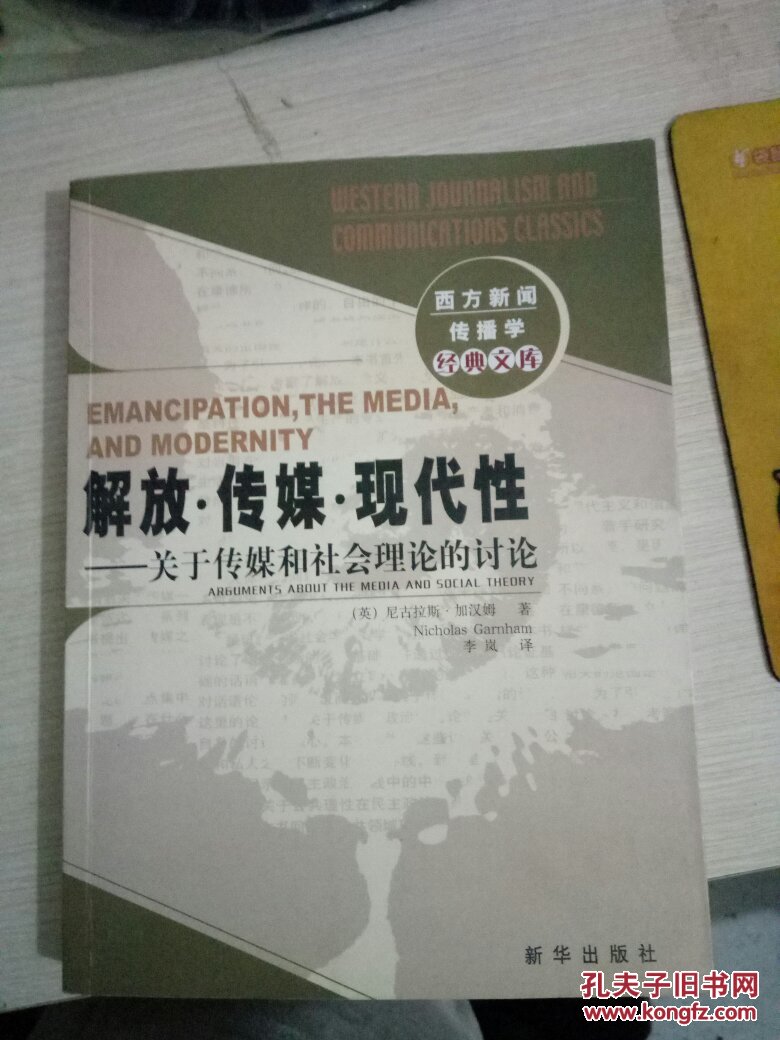 WESTERN JOURNALISM AND
COMMUNICATIONS CLASSICS
西方新闻
传播学
经典文库
EMANCIPATION,THE MEDIA,
AND MODERNITY
解放·传媒·现代性
——关于传媒和社会理论的讨论
ARGUMENTS ABOUT THE MEDIA AND SOCIAL THEORY
(英) 尼古拉斯·加汉姆 著
Nicholas Garnham
李岚 译
新华出版社
孔夫子旧书网
www.kongfz.com